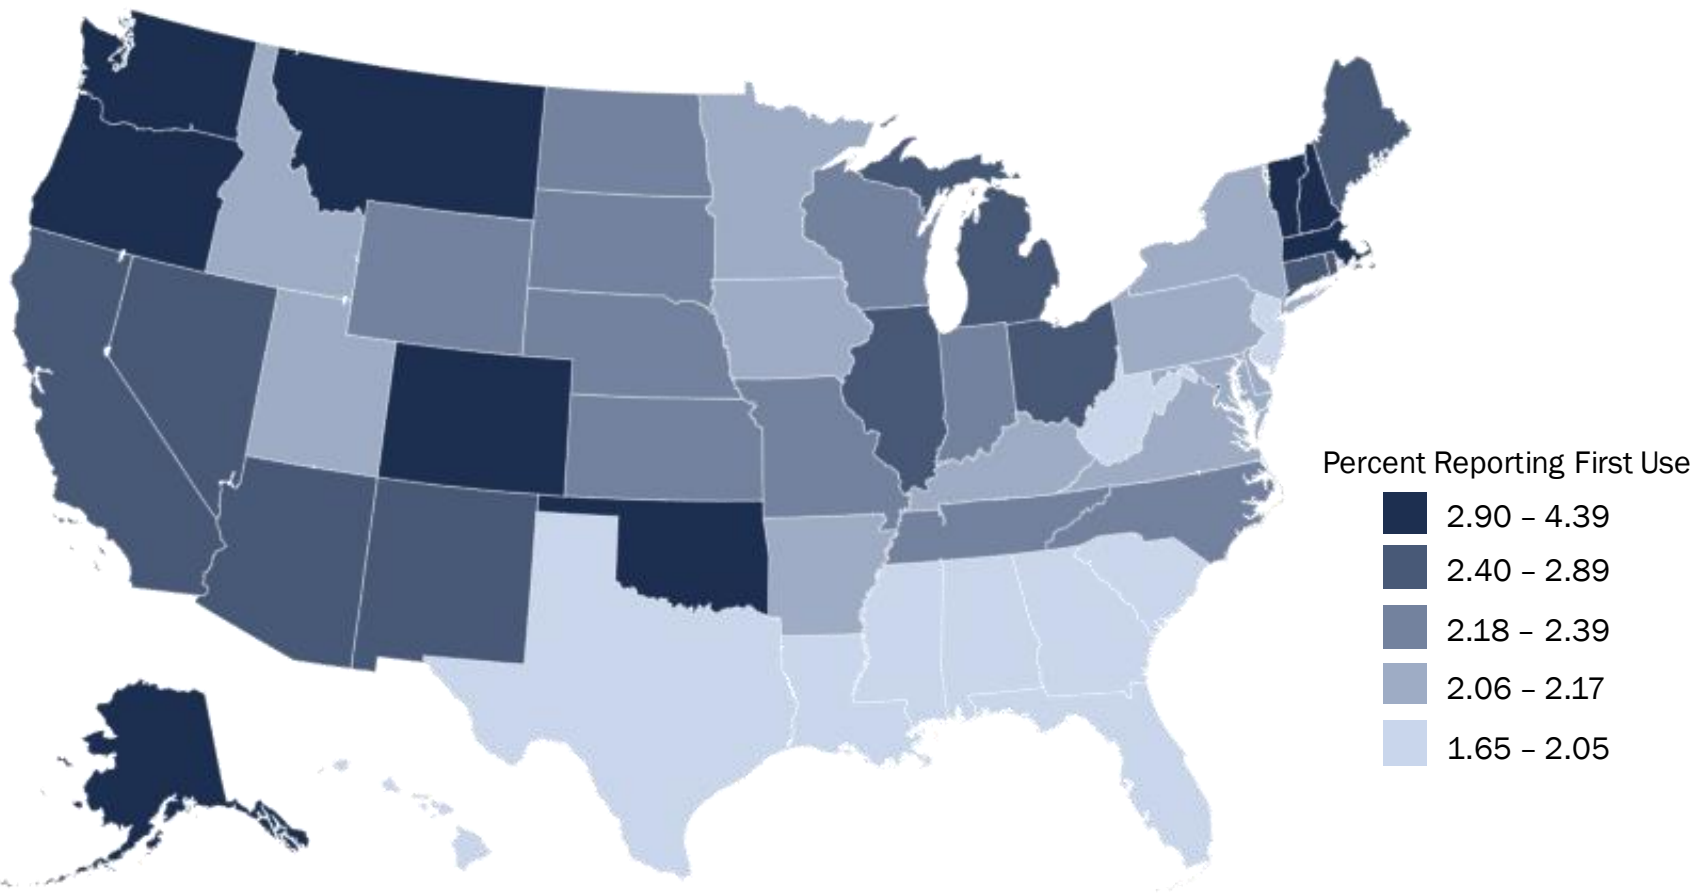 Percent Reporting First Use
2.90 – 4.39
2.40 – 2.89
2.18 – 2.39
2.06 – 2.17
1.65 – 2.05